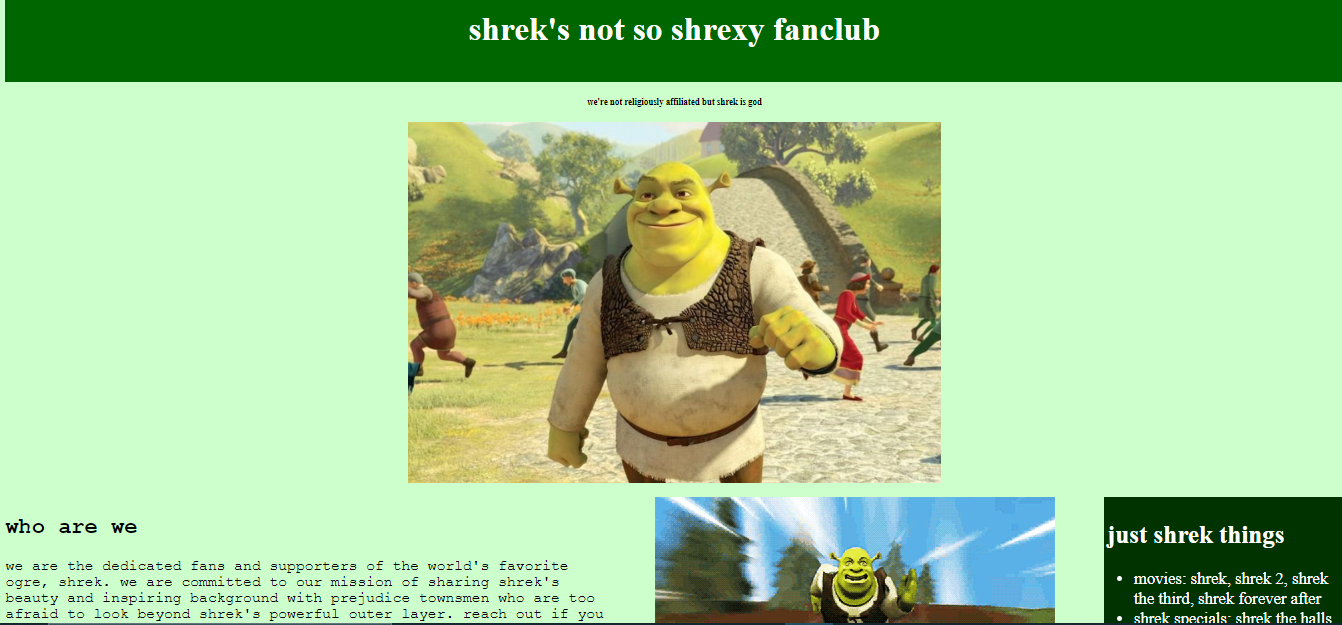 shrek's not so shrexy fanclub
we're not religiously affiliated but shrek is god
who are we
we are the dedicated fans and supporters of the world's favorite
ogre, shrek. we are committed to our mission of sharing shrek's
beauty and inspiring background with prejudice townsmen who are too
afraid to look beyond shrek's powerful outer layer. reach out if you
just shrek things
• movies: shrek, shrek 2, shrek
the third, shrek forever after
• shrek specials: shrek the halls